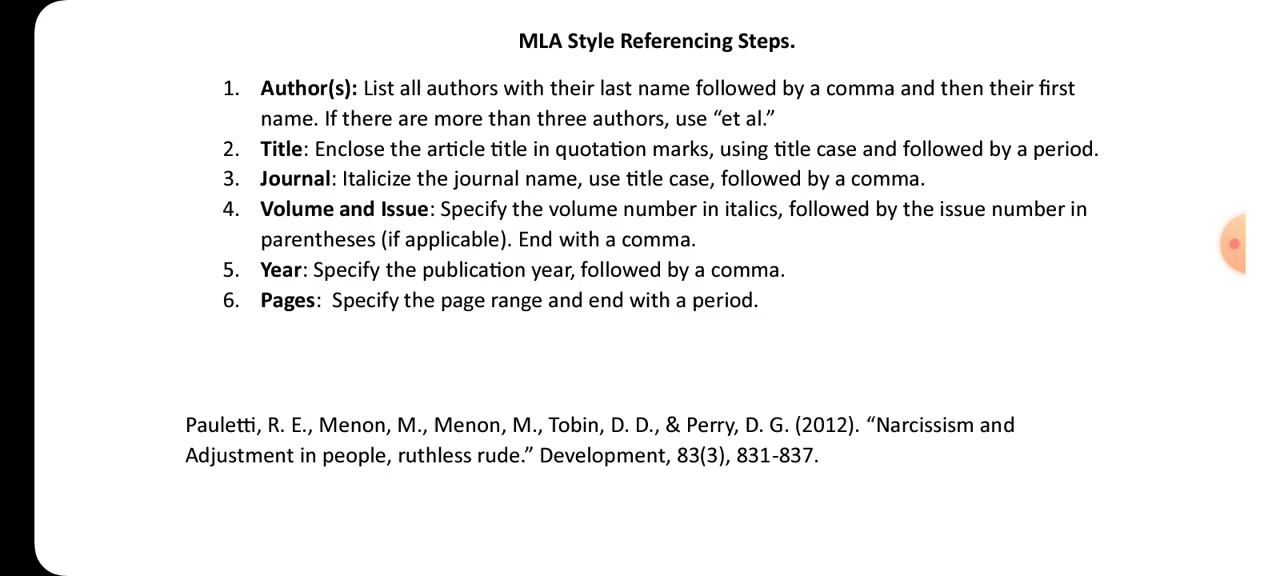 MLA Style Referencing Steps.
1. Author(s): List all authors with their last name followed by a comma and then their first
name. If there are more than three authors, use “et al.”
2. Title: Enclose the article title in quotation marks, using title case and followed by a period.
3. Journal: Italicize the journal name, use title case, followed by a comma.
4. Volume and Issue: Specify the volume number in italics, followed by the issue number in
parentheses (if applicable). End with a comma.
5. Year: Specify the publication year, followed by a comma.
6. Pages: Specify the page range and end with a period.
Pauletti, R. E., Menon, M., Menon, M., Tobin, D. D., & Perry, D. G. (2012). “Narcissism and
Adjustment in people, ruthless rude.” Development, 83(3), 831-837.